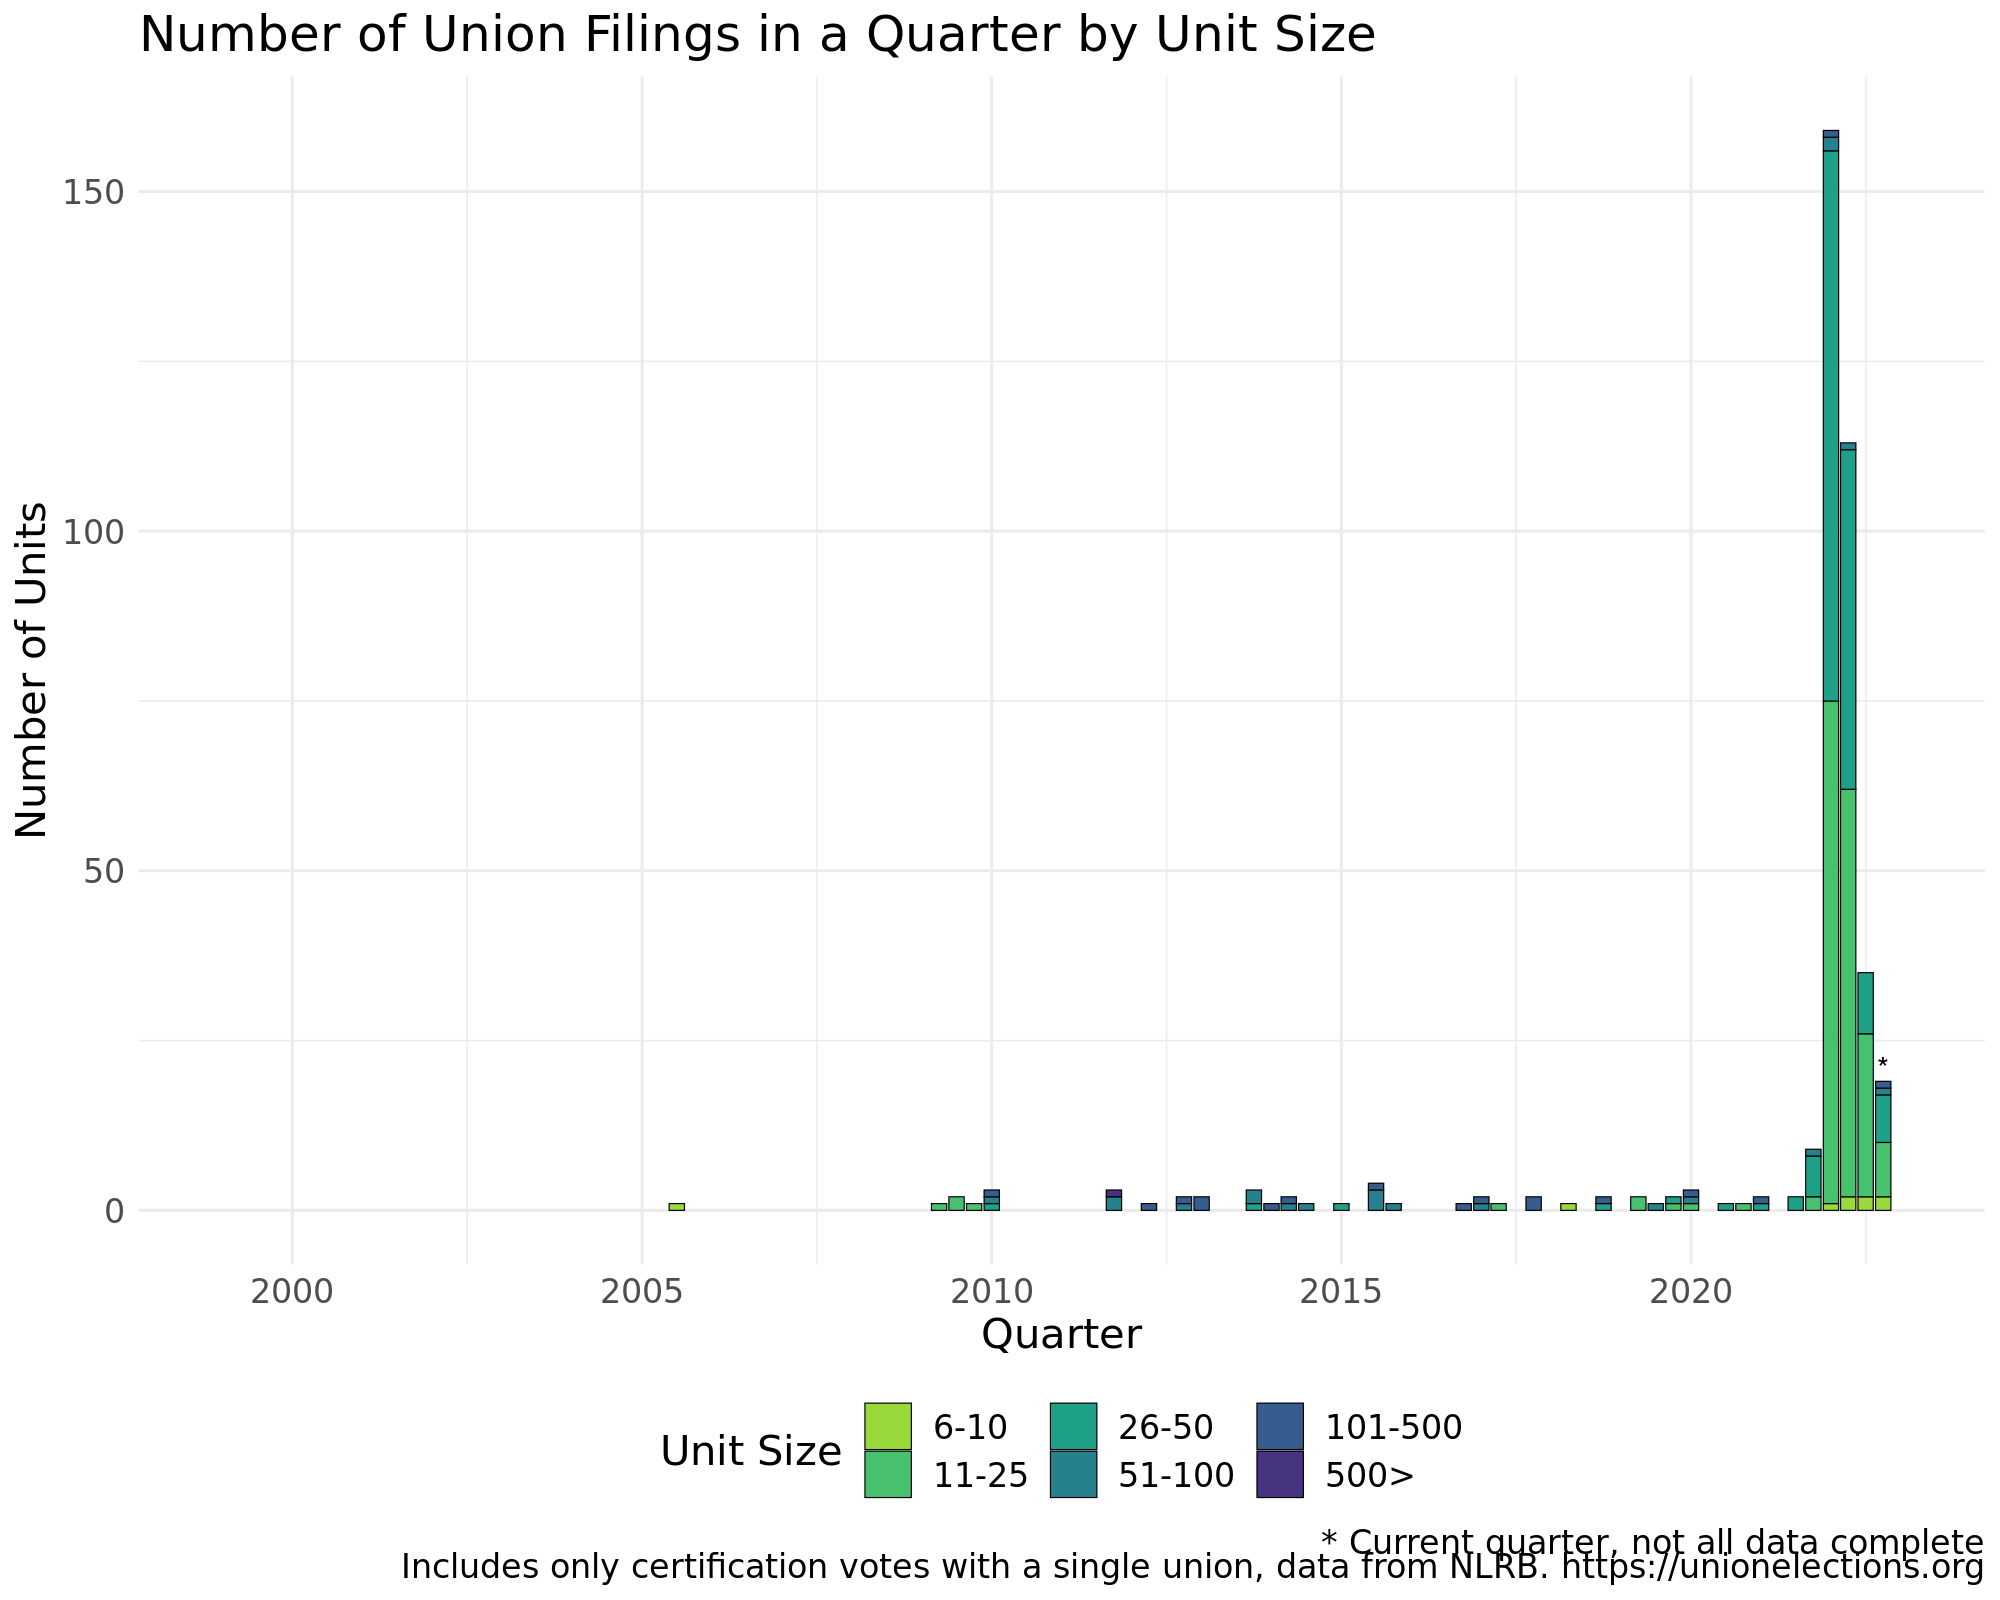 Number of Union Filings in a Quarter by Unit Size
Number of Units
150
100
50
0
*
2000 2005 2010 2015 2020
Quarter
Unit Size
6-10 26-50 101-500
11-25 51-100 500>
* Current quarter, not all data complete
Includes only certification votes with a single union, data from NLRB. https://unionelections.org